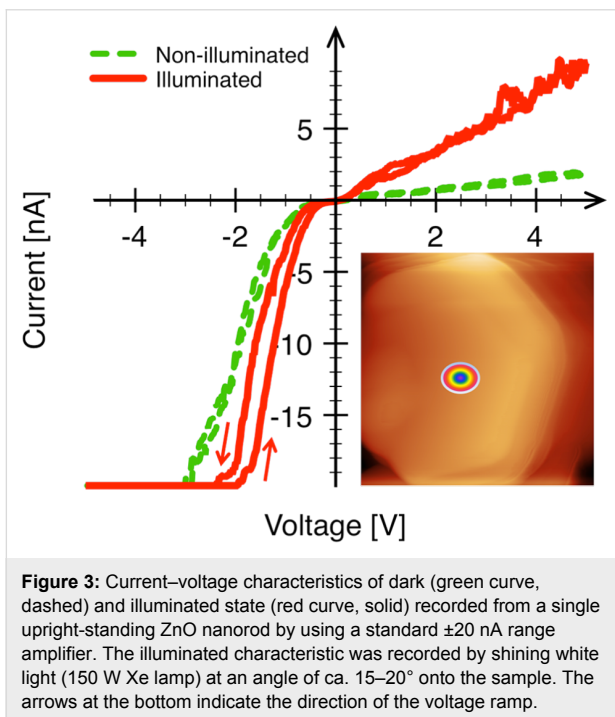 Non-illuminated
Illuminated
5
-4
-2
2
4
-5
-10
-15
Current [nA]
Voltage [V]
Figure 3: Current–voltage characteristics of dark (green curve,
dashed) and illuminated state (red curve, solid) recorded from a single
upright-standing ZnO nanorod by using a standard ±20 nA range
amplifier. The illuminated characteristic was recorded by shining white
light (150 W Xe lamp) at an angle of ca. 15–20° onto the sample. The
arrows at the bottom indicate the direction of the voltage ramp.